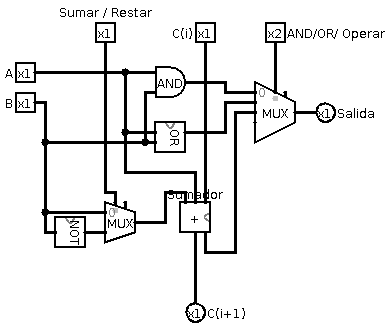 Sumar / Restar
x1
C(i) x1
x2 AND/OR/ Operar
A x1
B x1
AND
0
MUX
x1 Salida
OR
Sumador
0
MUX
+
NOT
x1 C(i+1)